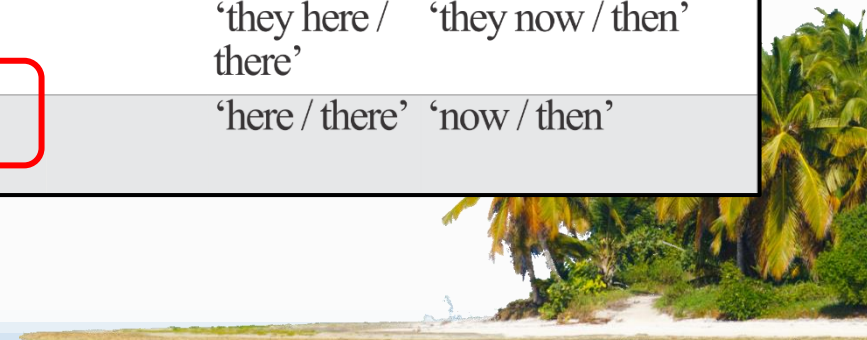 ‘they here / ‘they now / then’
there’
‘here / there’ ‘now / then’